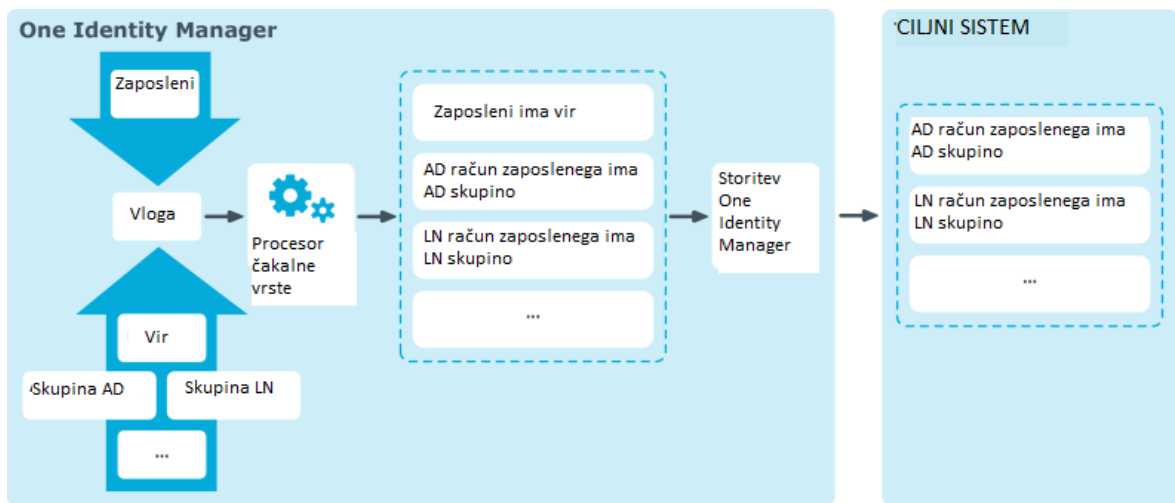 One Identity Manager
Zaposleni
Vloga
Vir
Skupina AD
Skupina LN
...
Procesor
čakalne
vrste
Zaposleni ima vir
AD račun zaposlenega ima
AD skupino
LN račun zaposlenega ima
LN skupino
...
Storitev
One
Identity
Manager
CILJNI SISTEM
AD račun zaposlenega ima
AD skupino
LN račun zaposlenega ima
LN skupino
...